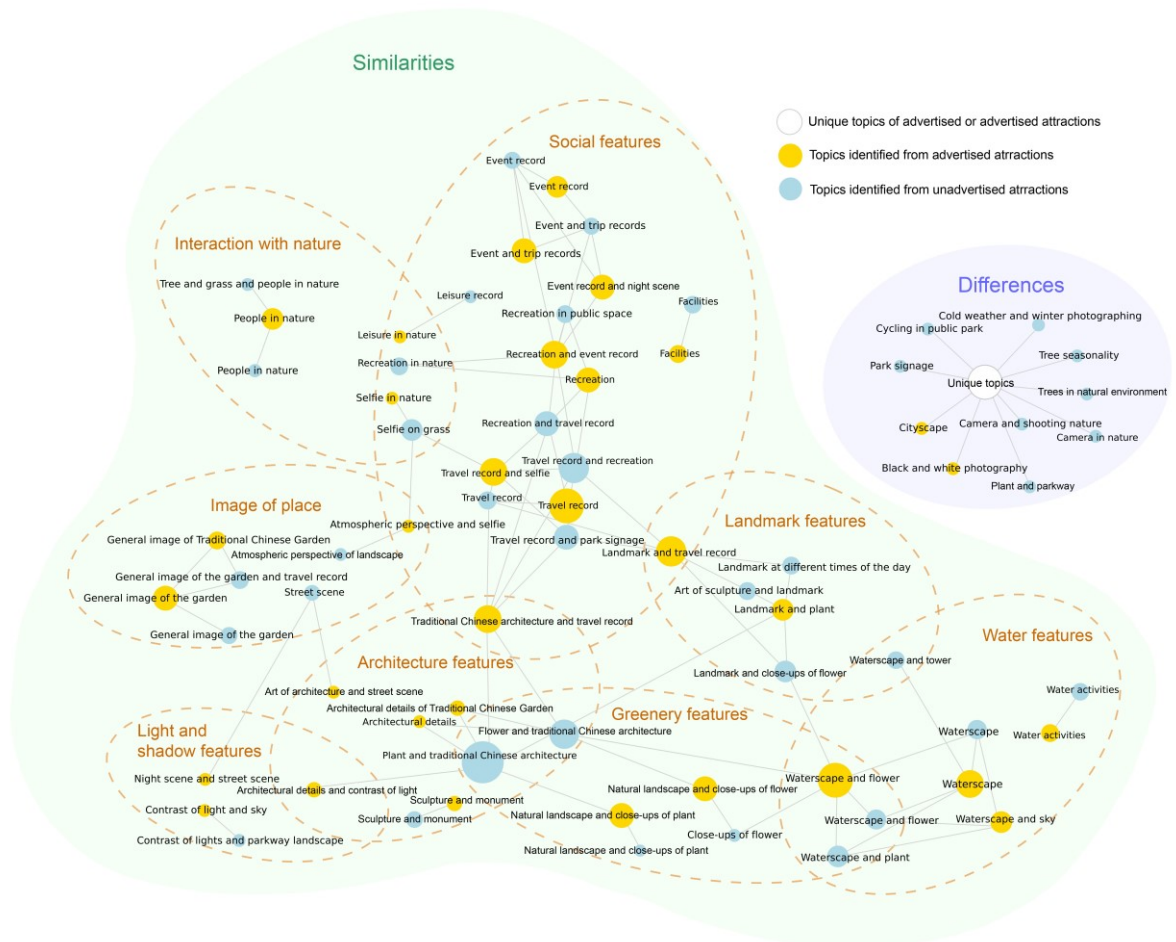 Similarities
Unique topics of advertised or advertised attractions
Topics identified from advertised atrractions
Topics identified from unadvertised atrractions
Social features
Event record
Event record
Event and trip records
Event and trip records
Event record and night scene
Leisure record
Facilities
Recreation in public space
Leisure in nature
Recreation and event record
Facilities
Recreation in nature
Recreation
Selfie in nature
Recreation and travel record
Selfie on grass
Travel record and recreation
Travel record and selfie
Travel record
Travel record
Atmospheric perspective and selfie
Travel record and park signage
Traditional Chinese architecture and travel record
Interaction with nature
Tree and grass and people in nature
People in nature
People in nature
Differences
Cold weather and winter photographing
Cycling in public park
Tree seasonality
Park signage
Unique topics
Trees in natural environment
Cityscape
Camera and shooting nature
Camera in nature
Black and white photography
Plant and parkway
Image of place
General image of Traditional Chinese Garden
Atmospheric perspective of landscape
General image of the garden and travel record
Street scene
General image of the garden
General image of the garden
Landmark features
Landmark and travel record
Landmark at different times of the day
Art of sculpture and landmark
Landmark and plant
Landmark and close-ups of flower
Architecture features
Art of architecture and street scene
Architectural details of Traditional Chinese Garden
Architectural details
Flower and traditional Chinese architecture
Plant and traditional Chinese architecture
Architectural details and contrast of light
Sculpture and monument
Sculpture and monument
Light and
shadow features
Night scene and street scene
Contrast of light and sky
Contrast of lights and parkway landscape
Greenery features
Natural landscape and close-ups of flower
Natural landscape and close-ups of plant
Close-ups of flower
Natural landscape and close-ups of plant
Water features
Waterscape and tower
Water activities
Waterscape
Water activities
Waterscape and flower
Waterscape
Waterscape and flower
Waterscape and sky
Waterscape and plant